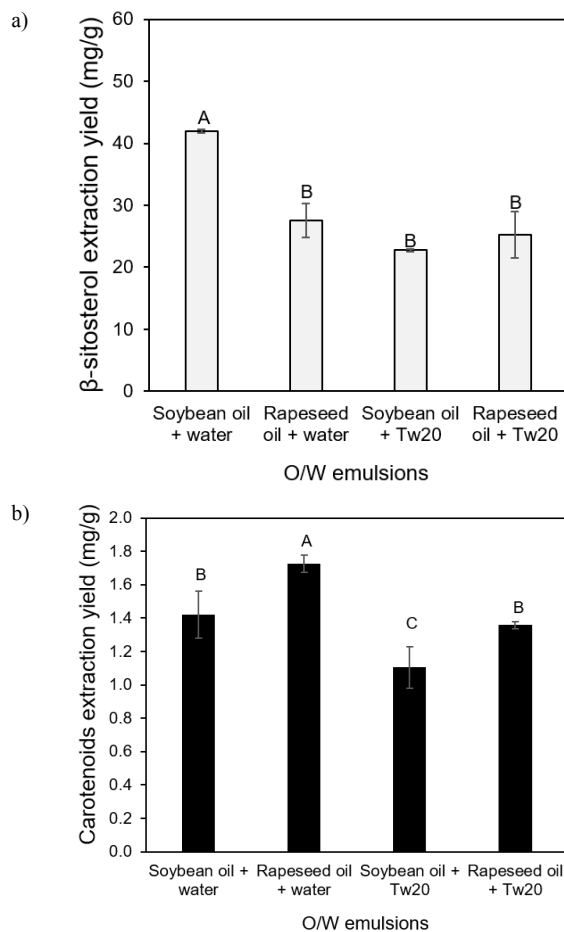 a)
β-sitosterol extraction yield (mg/g)
60
50
40
30
20
10
0
A
B
B
B
Soybean oil
+ water
Rapeseed
oil + water
Soybean oil
+ Tw20
Rapeseed
oil + Tw20
O/W emulsions
b)
Carotenoids extraction yield (mg/g)
2.0
1.8
1.6
1.4
1.2
1.0
0.8
0.6
0.4
0.2
0.0
B
A
C
B
Soybean oil +
water
Rapeseed oil
+ water
Soybean oil +
Tw20
Rapeseed oil
+ Tw20
O/W emulsions